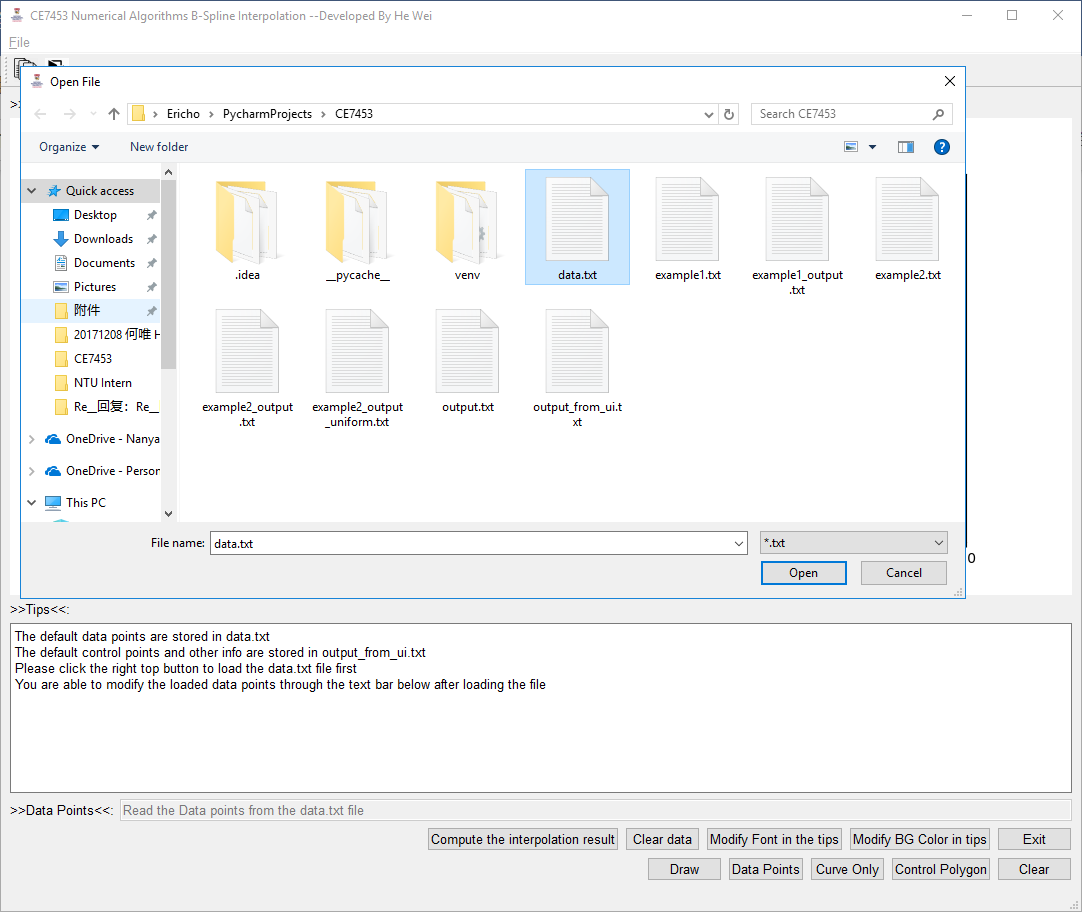 CE7453 Numerical Algorithms B-Spline Interpolation --Developed By He Wei
File
Open File
Ericho › PycharmProjects › CE7453
Search CE7453
Organize
New folder
Quick access
Desktop
Downloads
Documents
Pictures
附件
20171208 何唯 H
CE7453
NTU Intern
Re__回复：Re_
OneDrive - Nanya
OneDrive - Person
This PC
.idea
__pycache__
venv
data.txt
example1.txt
example1_output
.txt
example2.txt
example2_output
.txt
example2_output
_uniform.txt
output.txt
output_from_ui.t
xt
File name:
data.txt
*.txt
Open
Cancel
0
>>Tips<<:
The default data points are stored in data.txt
The default control points and other info are stored in output_from_ui.txt
Please click the right top button to load the data.txt file first
You are able to modify the loaded data points through the text bar below after loading the file
>>Data Points<<:
Read the Data points from the data.txt file
Compute the interpolation result
Clear data
Modify Font in the tips
Modify BG Color in tips
Exit
Draw
Data Points
Curve Only
Control Polygon
Clear